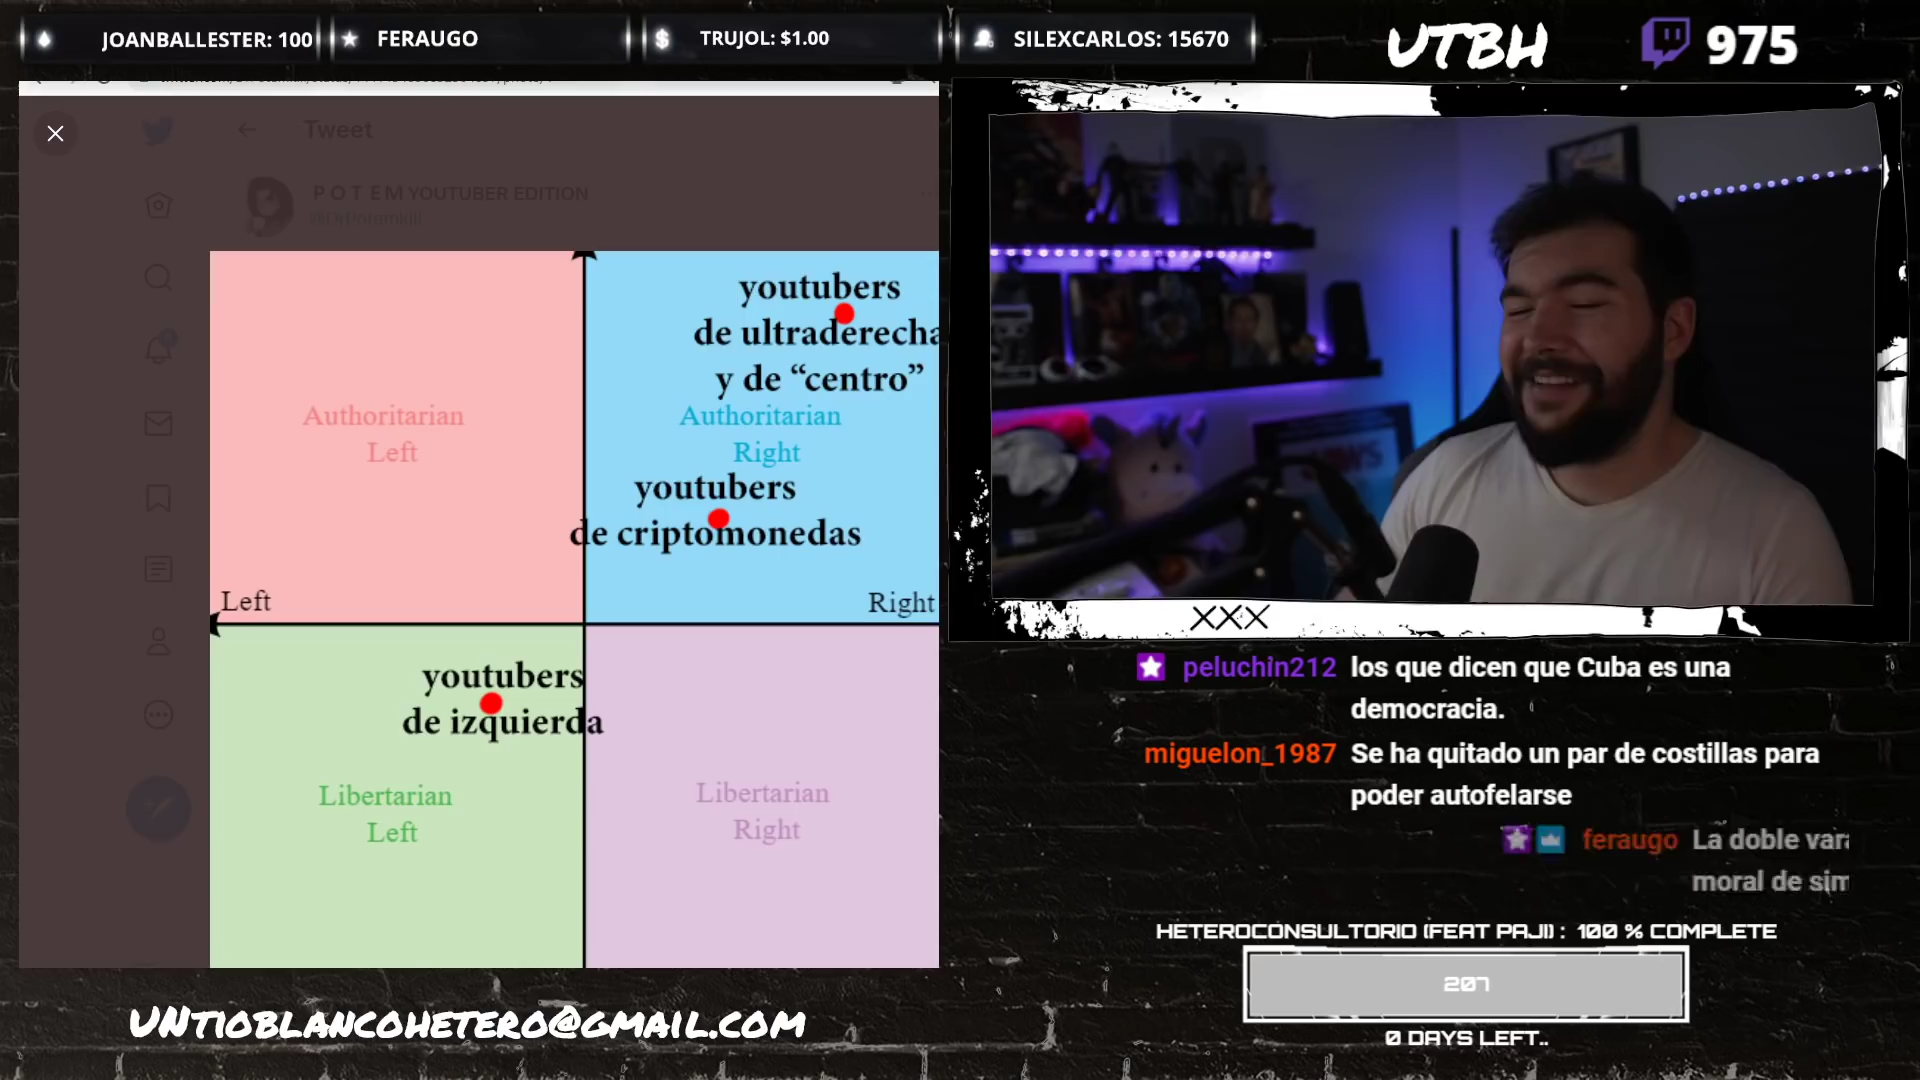 JOANBALLESTER: 100
FERAUGO
TRUJOL: $1.00
SILEXCARLOS: 15670
UTBH
975
Tweet
P O T E M YOUTUBER EDITION
youtubers
de ultraderecha
y de “centro”
Authoritarian
Left
Authoritarian
Right
youtubers
de criptomonedas
Left
Right
youtubers
de izquierda
Libertarian
Left
Libertarian
Right
XXX
peluchin212 los que dicen que Cuba es una
democracia.
miguelon_1987 Se ha quitado un par de costillas para
poder autofelarse
feraugo La doble vara
moral de sim
HETEROCONSULTORIO (FEAT PAJI) : 100 % COMPLETE
207
0 DAYS LEFT..
UNTIOBLANCOHETERO@GMAIL.COM